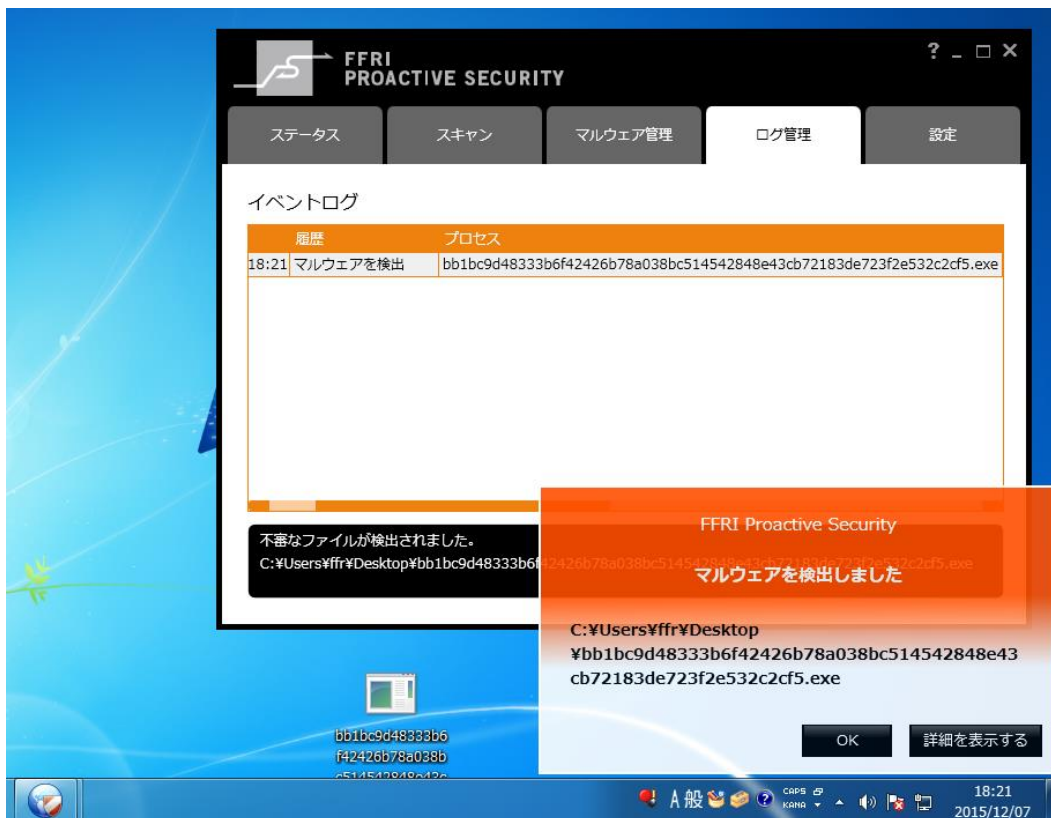 FFRI
PROACTIVE SECURITY
? _ □ ×
ステータス
スキャン
マルウェア管理
ログ管理
設定
イベントログ
履歴
プロセス
18:21 マルウェアを検出 bb1bc9d48333b6f42426b78a038bc514542848e43cb72183de723f2e532c2cf5.exe
不審なファイルが検出されました。
C:¥Users¥ffr¥Desktop¥bb1bc9d48333b6f42426b78a038bc514542848e43cb72183de723f2e532c2cf5.exe
FFRI Proactive Security
マルウェアを検出しました
C:¥Users¥ffr¥Desktop
¥bb1bc9d48333b6f42426b78a038bc514542848e43
cb72183de723f2e532c2cf5.exe
OK
詳細を表示する
bb1bc9d48333b6
f42426b78a038b
c514542848e43c
A 般
CAPS
KANA
18:21
2015/12/07